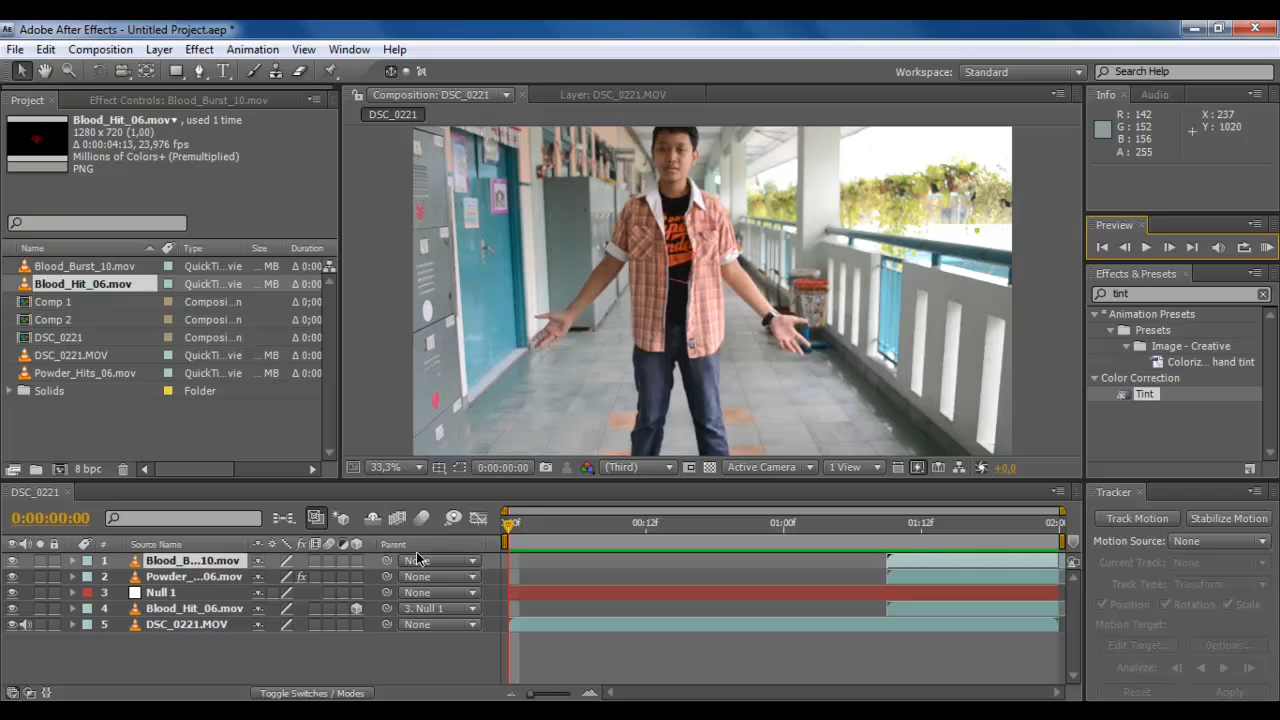 Adobe After Effects - Untitled Project.aep *
File Edit Composition Layer Effect Animation View Window Help
Workspace: Standard Search Help
Project Effect Controls: Blood_Burst_10.mov
Blood_Hit_06.mov , used 1 time
1280 x 720 (1,00)
Δ 0:00:04:13, 23,976 fps
Millions of Colors+ (Premultiplied)
PNG
Name Type Size Duration
Blood_Burst_10.mov QuickTi...vie ... MB Δ 0:00
Blood_Hit_06.mov QuickTi...vie ... MB Δ 0:00
Comp 1 Composi...n Δ 0;00
Comp 2 Composi...n Δ 0;00
DSC_0221 Composi...n Δ 0:00
DSC_0221.MOV QuickTi...vie ... MB Δ 0:00
Powder_Hits_06.mov QuickTi...vie ... MB Δ 0:00
Solids Folder
8 bpc
Composition: DSC_0221 Layer: DSC_0221.MOV
DSC_0221
33,3% 0:00:00:00 (Third) Active Camera 1 View +0,0
Info Audio
R : 142 X : 237
G : 152 Y : 1020
B : 156
A : 255
Preview
Effects & Presets
tint
* Animation Presets
Presets
Image - Creative
Coloriz... hand tint
Color Correction
Tint
DSC_0221
0:00:00:00
00:12f 01:00f 01:12f 02:0
# Source Name fx Parent
1 Blood_B...10.mov None
2 Powder_...06.mov fx None
3 Null 1 None
4 Blood_Hit_06.mov 3. Null 1
5 DSC_0221.MOV None
Toggle Switches / Modes
Tracker
Track Motion Stabilize Motion
Motion Source: None
Current Track: None
Track Type: Transform
Position Rotation Scale
Motion Target:
Edit Target... Options...
Analyze:
Reset Apply